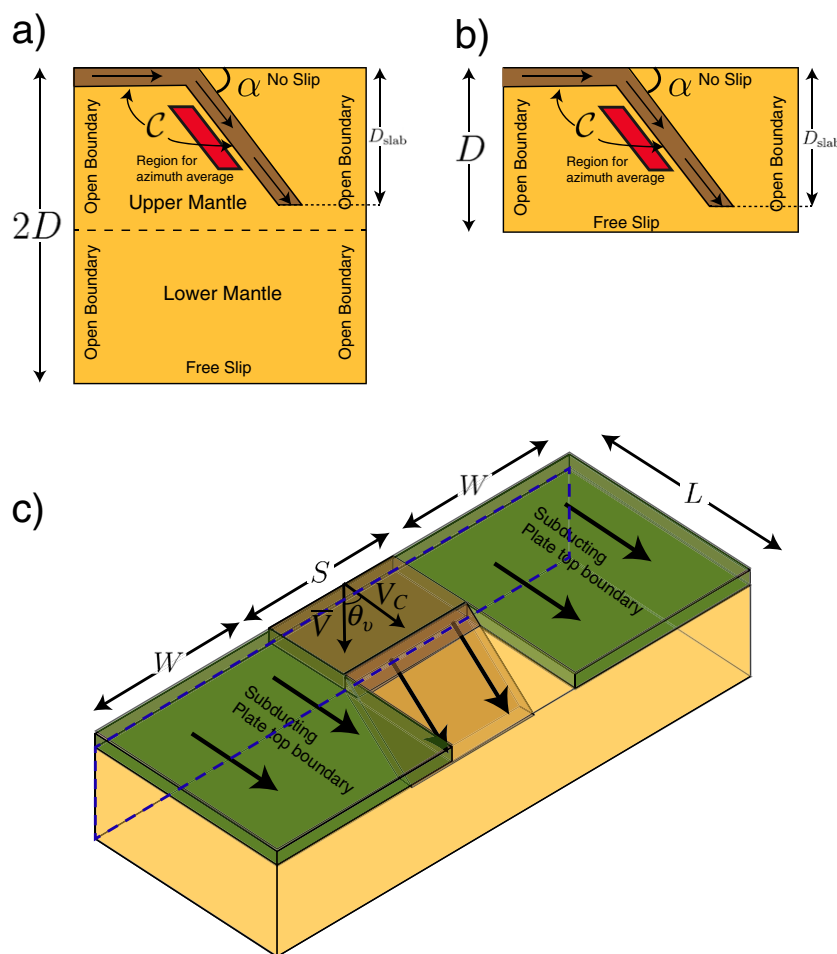 a)
α
No Slip
Open Boundary
C
Region for
azimuth average
Open Boundary
D_slab
Upper Mantle
2D
Open Boundary
Lower Mantle
Open Boundary
Free Slip
b)
α
No Slip
Open Boundary
C
Region for
azimuth average
Open Boundary
D_slab
D
Free Slip
c)
W
S
W
L
V̅
θ_υ
V_C
Subducting
Plate top boundary
Subducting
Plate top boundary